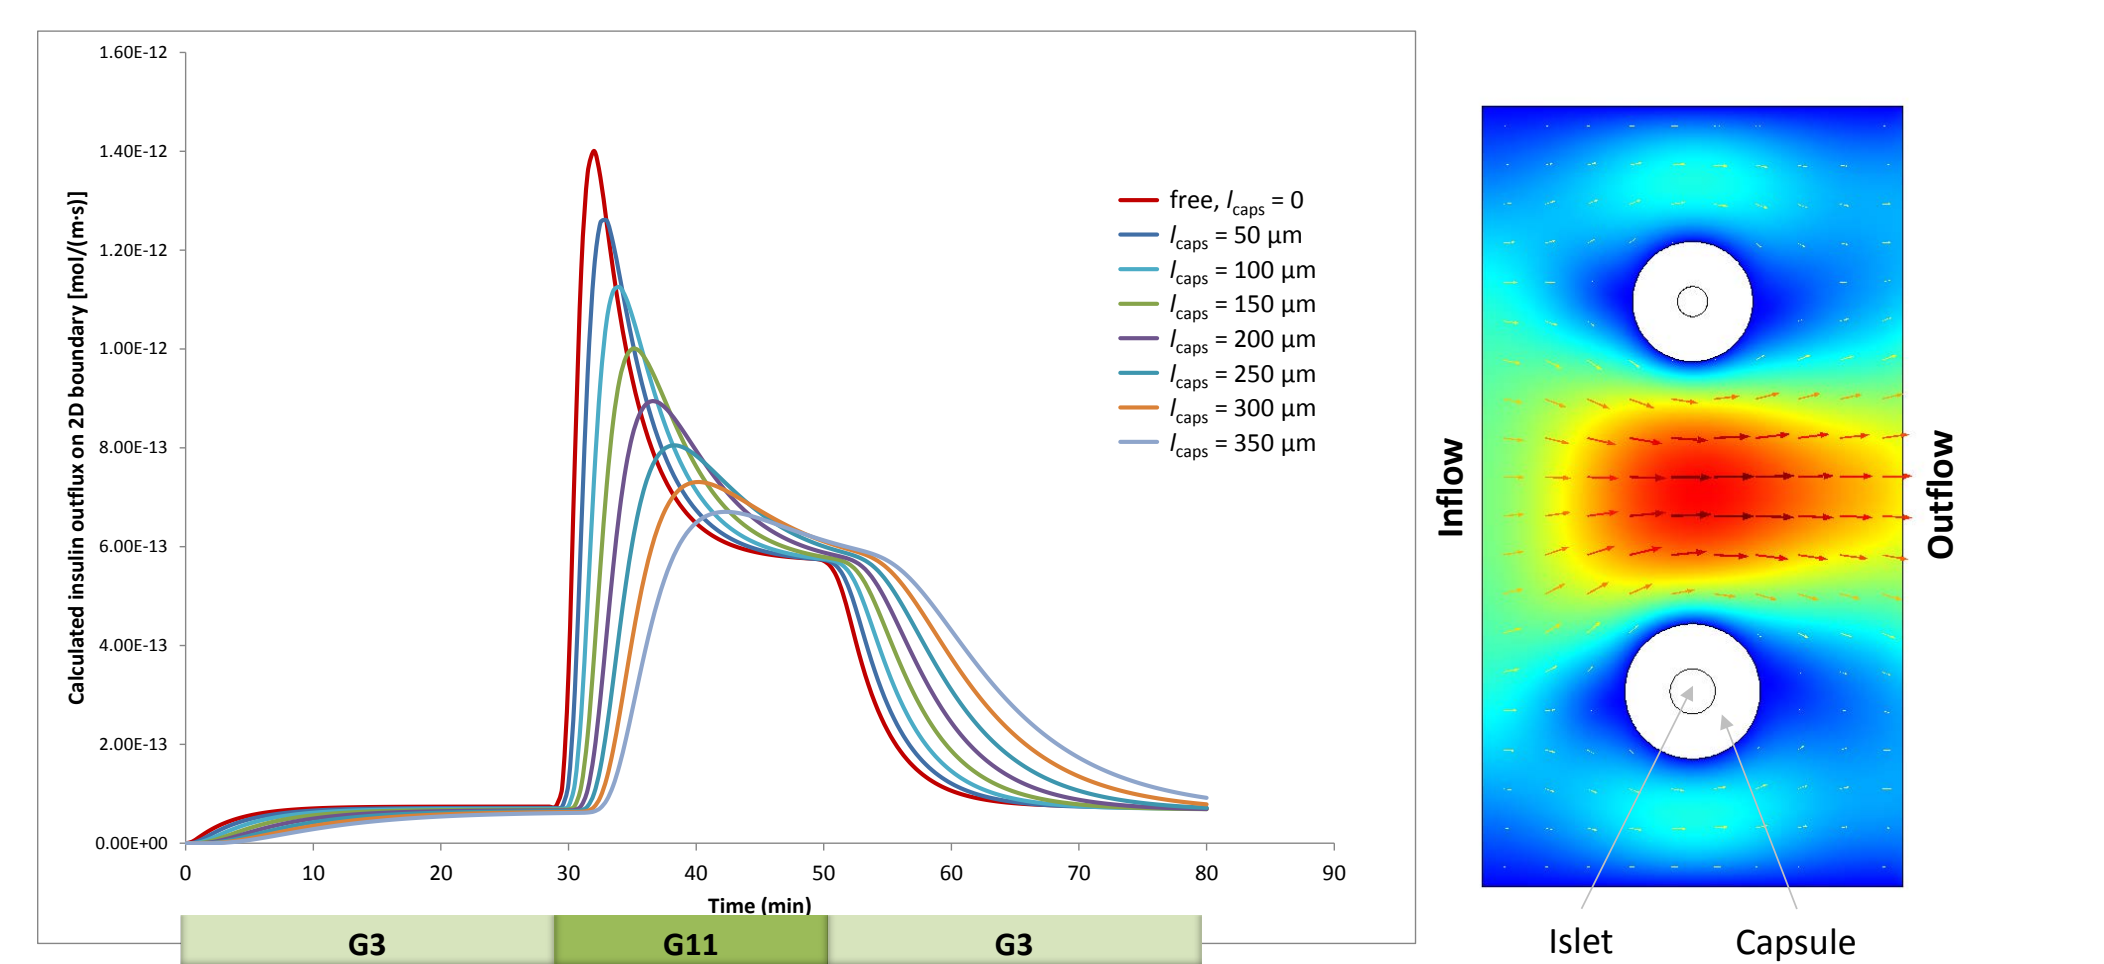 Calculated insulin outflux on 2D boundary [mol/(m·s)]
1.60E-12
1.40E-12
1.20E-12
1.00E-12
8.00E-13
6.00E-13
4.00E-13
2.00E-13
0.00E+00
0 10 20 30 40 50 60 70 80 90
Time (min)
G3 G11 G3
free, lcaps = 0
lcaps = 50 µm
lcaps = 100 µm
lcaps = 150 µm
lcaps = 200 µm
lcaps = 250 µm
lcaps = 300 µm
lcaps = 350 µm
Inflow
Outflow
Islet
Capsule